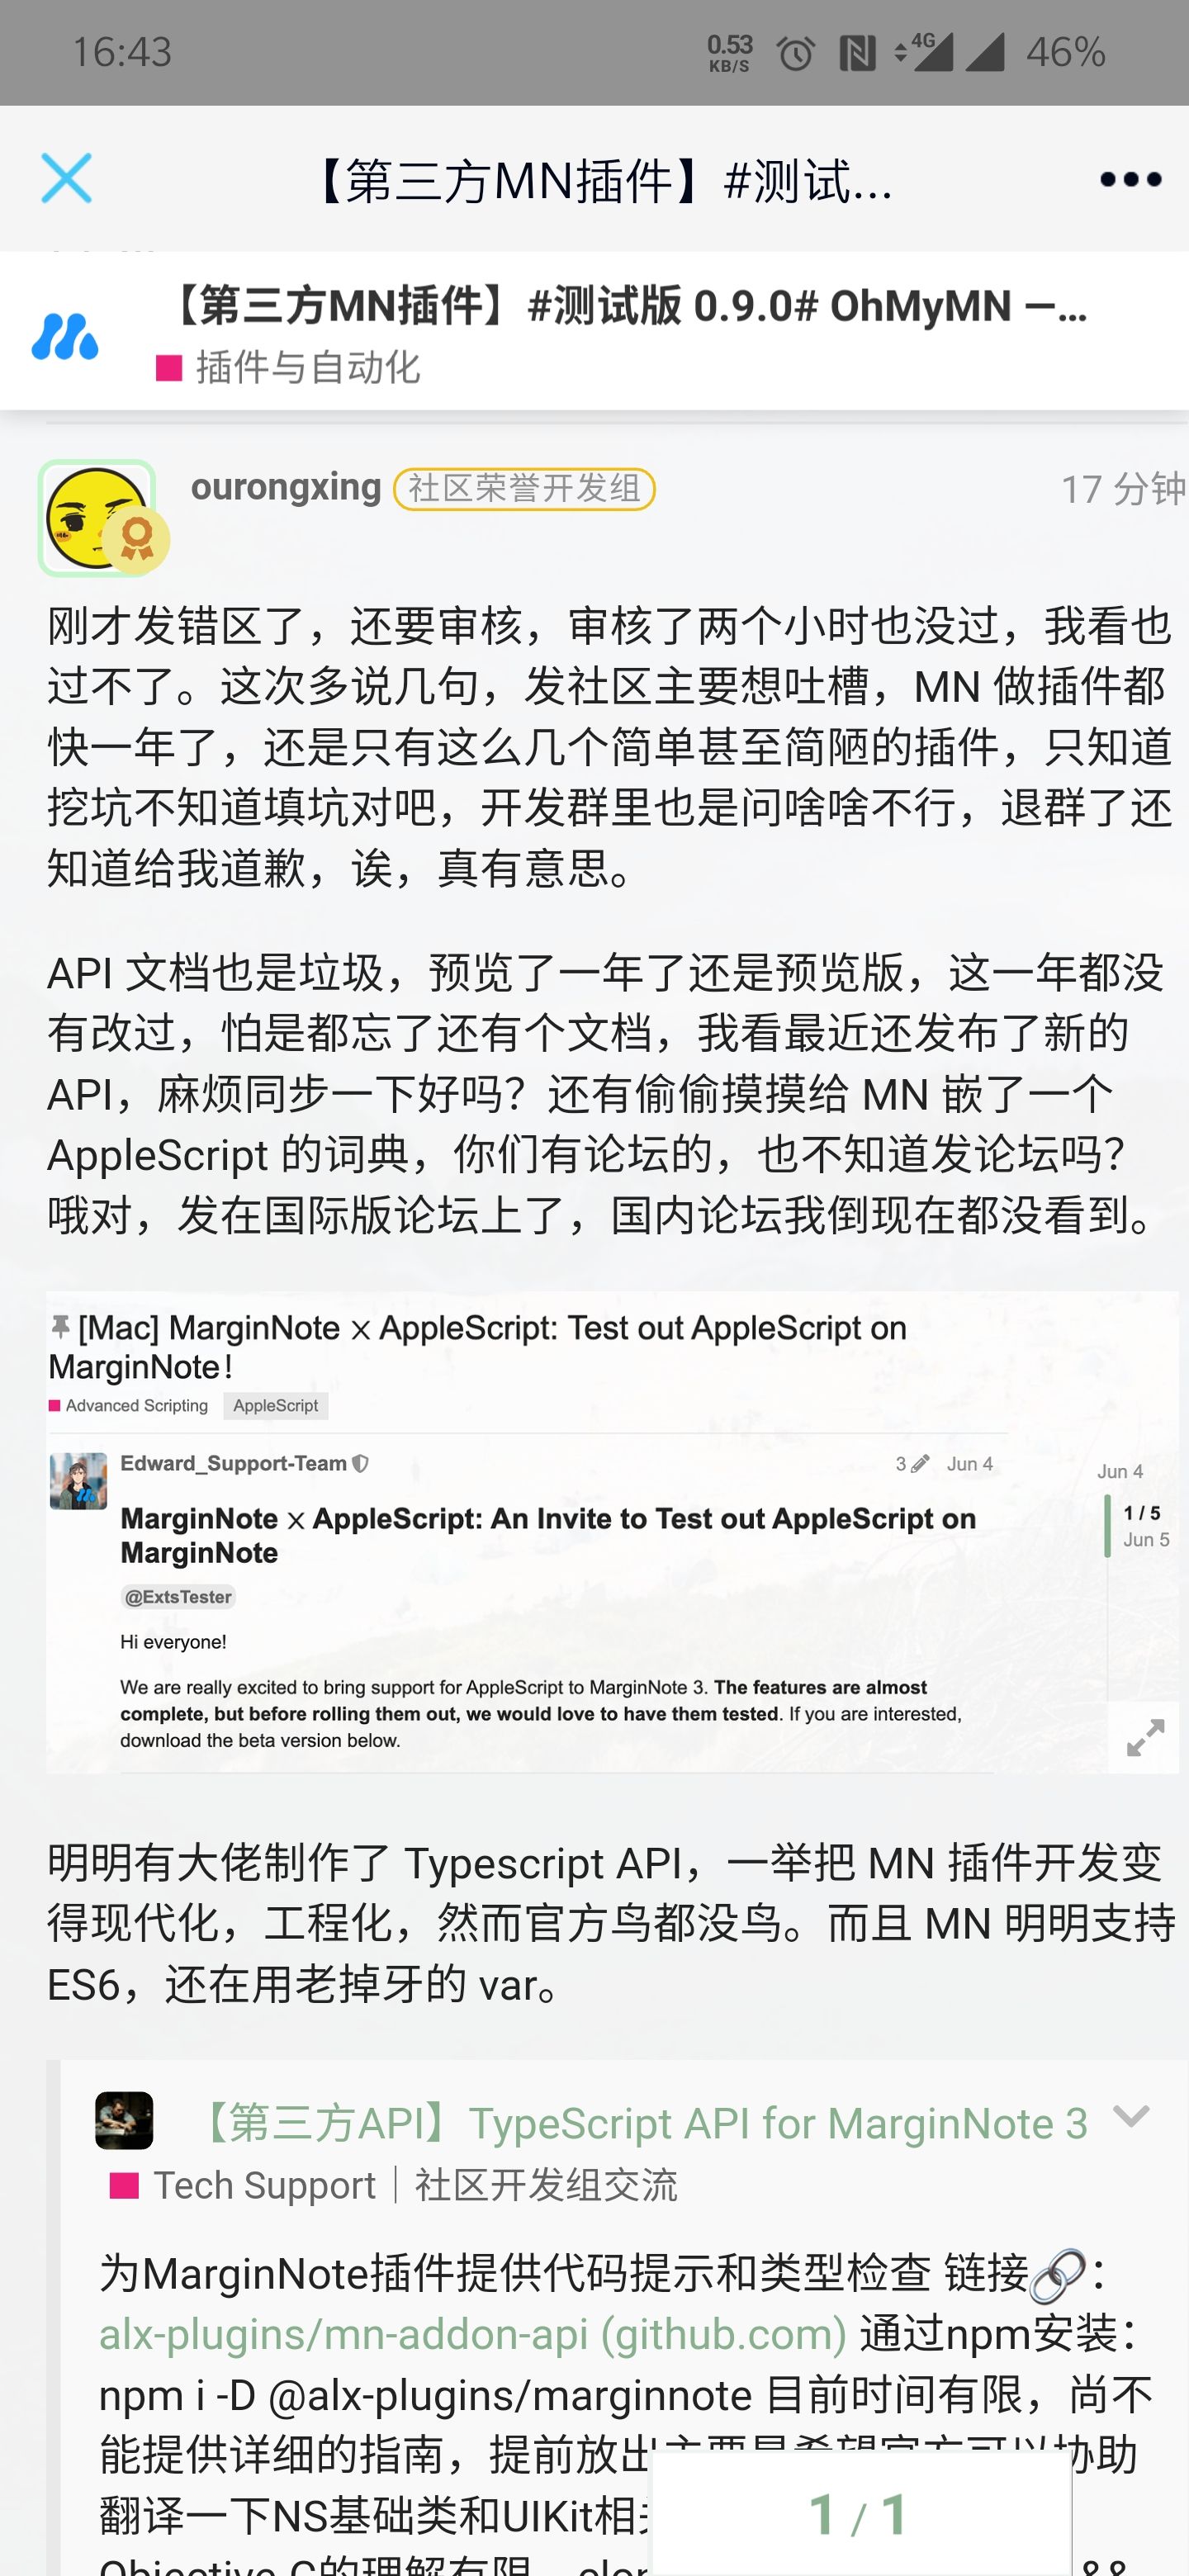 16:43
0.53
KB/S
4G
46%
【第三方MN插件】#测试...
【第三方MN插件】#测试版 0.9.0# OhMyMN —...
插件与自动化
ourongxing 社区荣誉开发组
17 分钟
刚才发错区了，还要审核，审核了两个小时也没过，我看也
过不了。这次多说几句，发社区主要想吐槽，MN 做插件都
快一年了，还是只有这么几个简单甚至简陋的插件，只知道
挖坑不知道填坑对吧，开发群里也是问啥啥不行，退群了还
知道给我道歉，诶，真有意思。
API 文档也是垃圾，预览了一年了还是预览版，这一年都没
有改过，怕是都忘了还有个文档，我看最近还发布了新的
API，麻烦同步一下好吗？还有偷偷摸摸给 MN 嵌了一个
AppleScript 的词典，你们有论坛的，也不知道发论坛吗？
哦对，发在国际版论坛上了，国内论坛我倒现在都没看到。
[Mac] MarginNote × AppleScript: Test out AppleScript on
MarginNote!
Advanced Scripting AppleScript
Edward_Support-Team
3 Jun 4
Jun 4
MarginNote × AppleScript: An Invite to Test out AppleScript on
MarginNote
1 / 5
Jun 5
@ExtsTester
Hi everyone!
We are really excited to bring support for AppleScript to MarginNote 3. The features are almost
complete, but before rolling them out, we would love to have them tested. If you are interested,
download the beta version below.
明明有大佬制作了 Typescript API，一举把 MN 插件开发变
得现代化，工程化，然而官方鸟都没鸟。而且 MN 明明支持
ES6，还在用老掉牙的 var。
【第三方API】TypeScript API for MarginNote 3
Tech Support｜社区开发组交流
为MarginNote插件提供代码提示和类型检查 链接🔗：
alx-plugins/mn-addon-api (github.com) 通过npm安装：
npm i -D @alx-plugins/marginnote 目前时间有限，尚不
能提供详细的指南，提前放出主要是希望官方可以协助
翻译一下NS基础类和UIKit相
1 / 1
Objective-C的理解有限